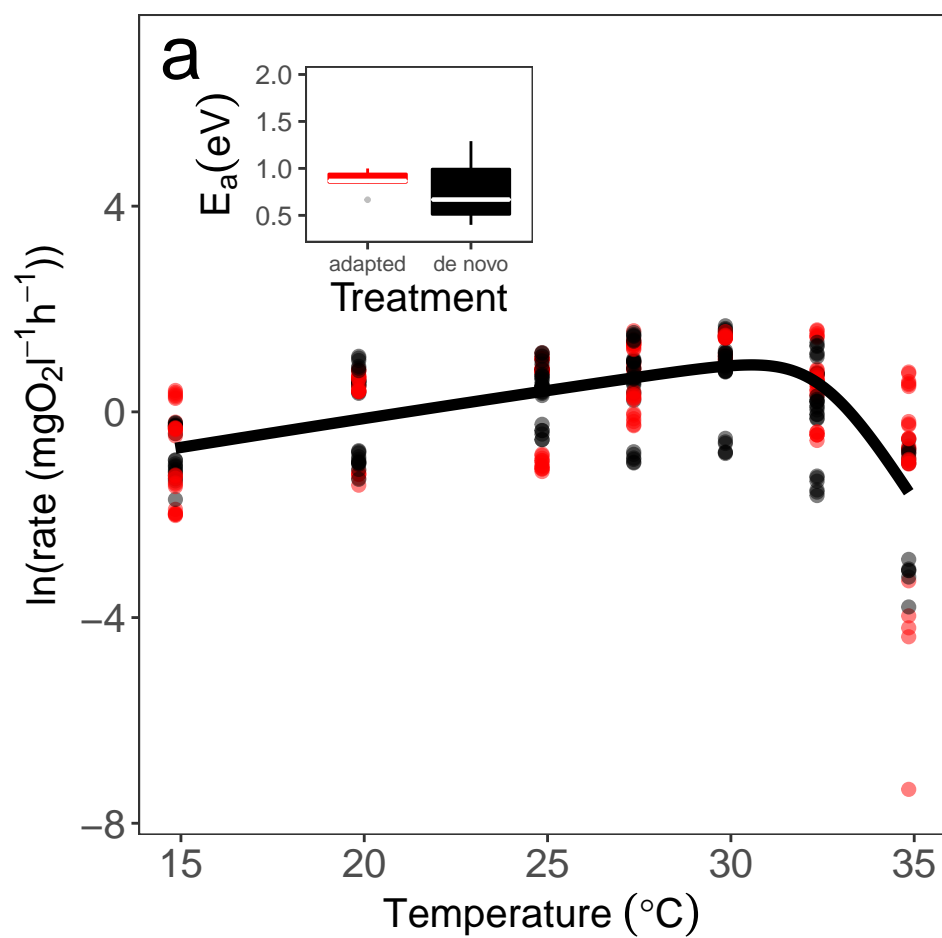 a
E_a(eV)
2.0
1.5
1.0
0.5
adapted de novo
Treatment
ln(rate (mgO₂l⁻¹h⁻¹))
4
0
−4
−8
15 20 25 30 35
Temperature (°C)